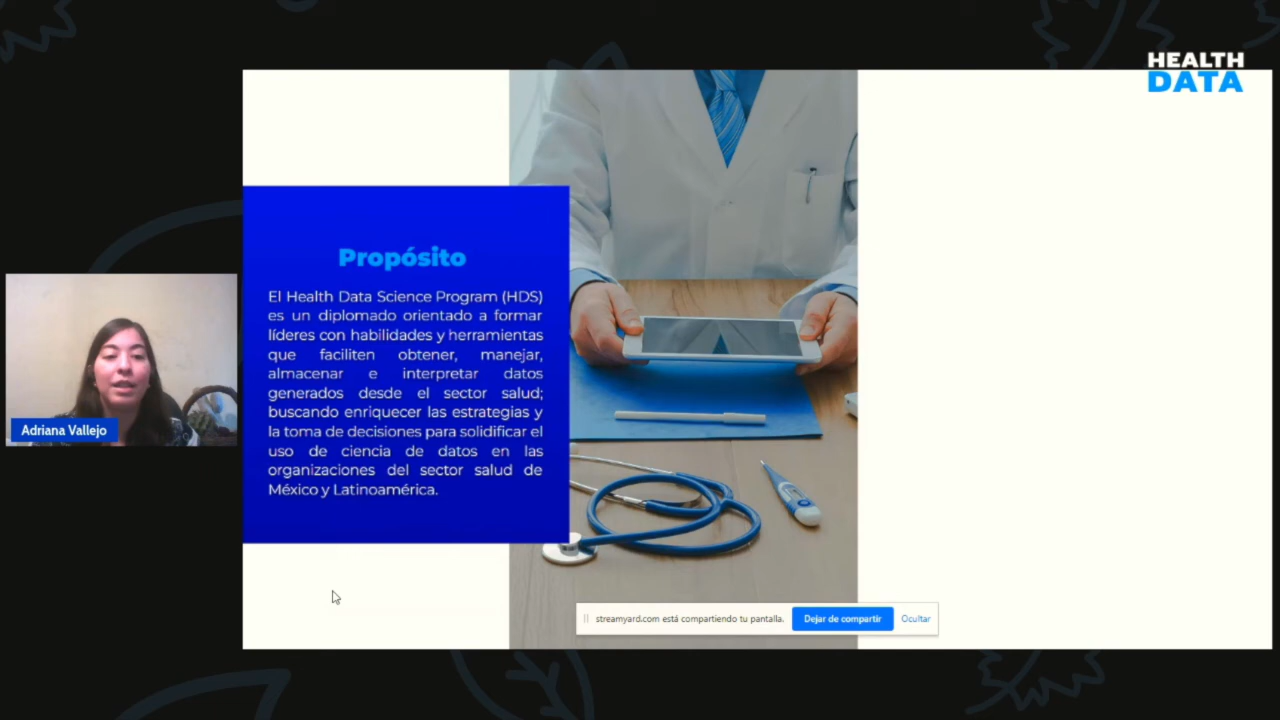 HEALTH
DATA
Propósito
El Health Data Science Program (HDS)
es un diplomado orientado a formar
líderes con habilidades y herramientas
que faciliten obtener, manejar,
almacenar e interpretar datos
generados desde el sector salud;
buscando enriquecer las estrategias y
la toma de decisiones para solidificar el
uso de ciencia de datos en las
organizaciones del sector salud de
México y Latinoamérica.
Adriana Vallejo
streamyard.com está compartiendo tu pantalla. Dejar de compartir Ocultar